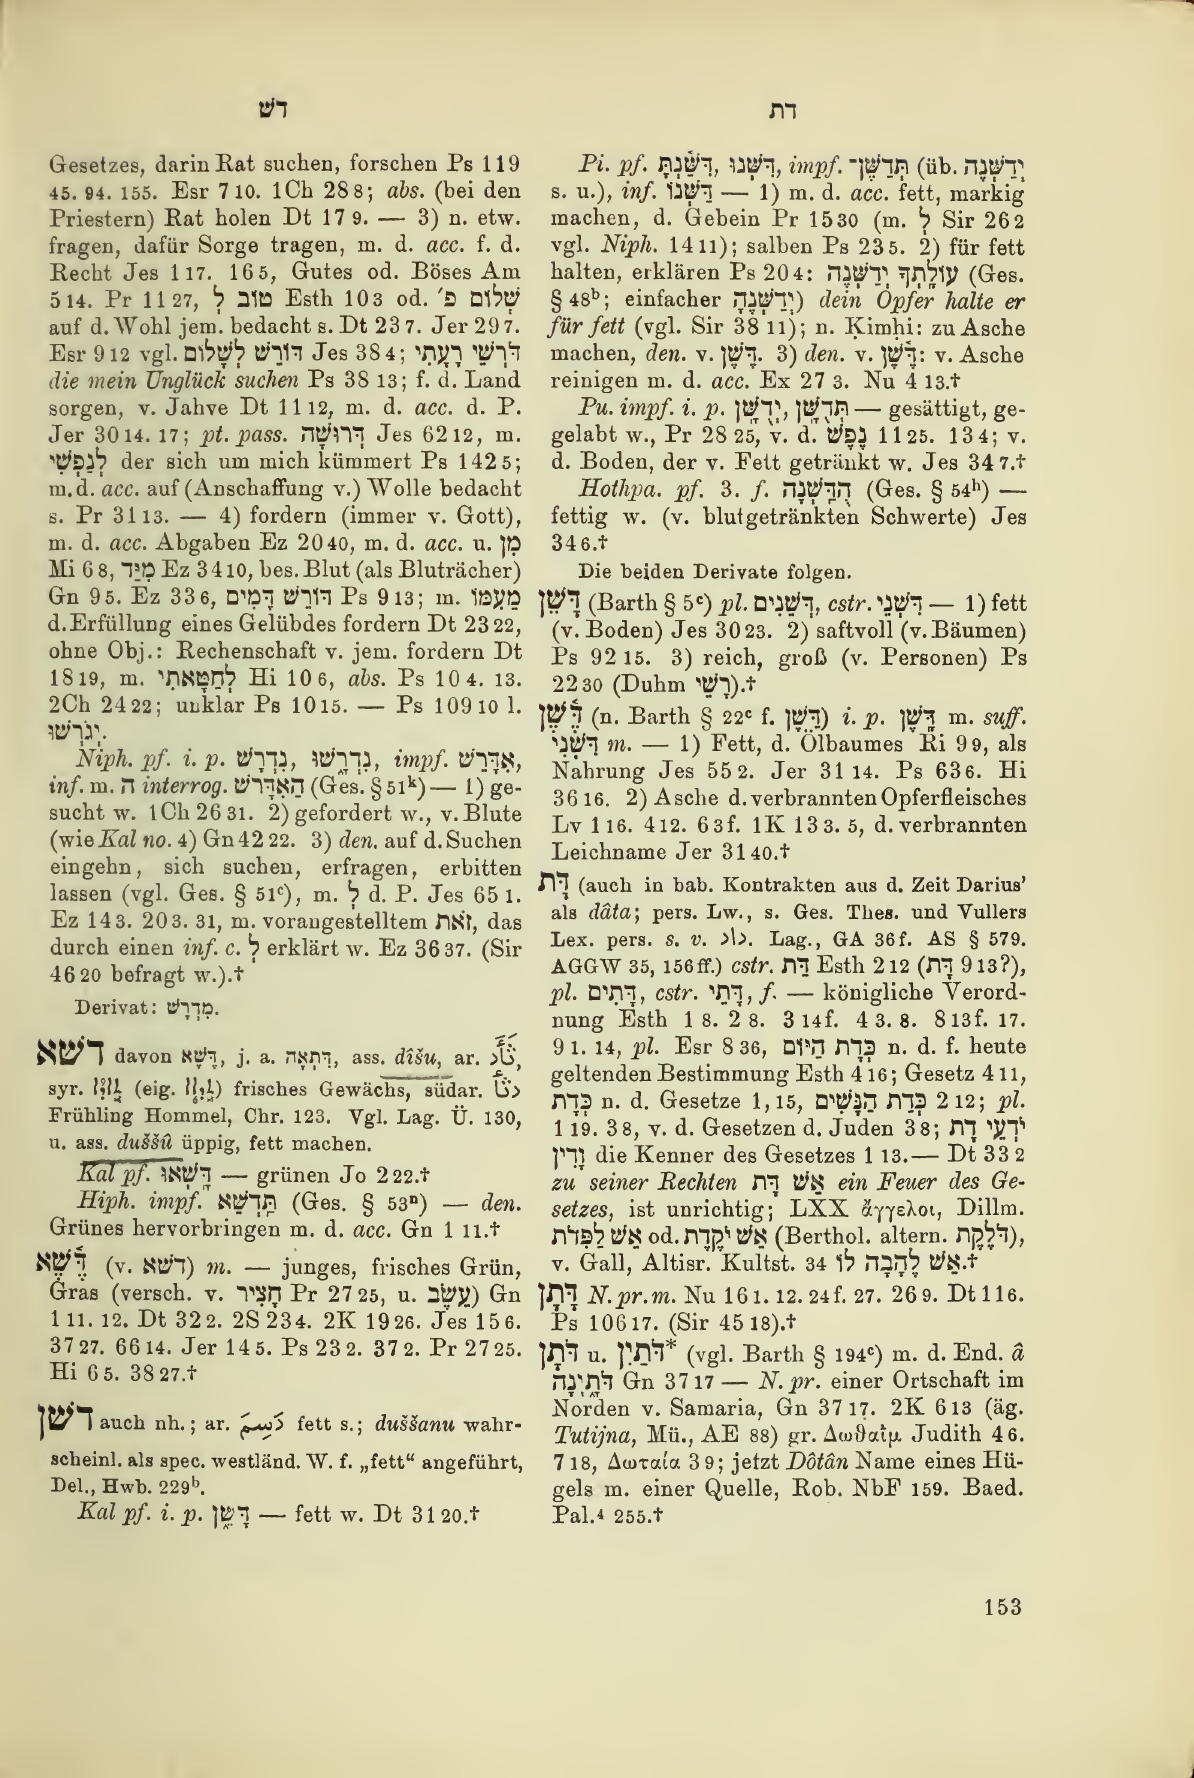 דש
דת
Gesetzes, darin Rat suchen, forschen Ps 119
45. 94. 155. Esr 7 10. 1Ch 28 8; abs. (bei den
Priestern) Rat holen Dt 17 9. — 3) n. etw.
fragen, dafür Sorge tragen, m. d. acc. f. d.
Recht Jes 1 17. 16 5, Gutes od. Böses Am
5 14. Pr 11 27, טוֹב לְ Esth 10 3 od. שְׁלוֹם פ׳
auf d. Wohl jem. bedacht s. Dt 23 7. Jer 29 7.
Esr 9 12 vgl. דּוֹרֵשׁ לְשָׁלוֹם Jes 38 4; דֹּרְשֵׁי רָעָתִי
die mein Unglück suchen Ps 38 13; f. d. Land
sorgen, v. Jahve Dt 11 12, m. d. acc. d. P.
Jer 30 14. 17; pt. pass. דְּרוּשָׁה Jes 62 12, m.
לְנַפְשִׁי der sich um mich kümmert Ps 142 5;
m. d. acc. auf (Anschaffung v.) Wolle bedacht
s. Pr 31 13. — 4) fordern (immer v. Gott),
m. d. acc. Abgaben Ez 20 40, m. d. acc. u. מִן
Mi 6 8, מִיַּד Ez 34 10, bes. Blut (als Bluträcher)
Gn 9 5. Ez 33 6, דּוֹרֵשׁ דָּמִים Ps 9 13; m. מֵעִמּוֹ
d. Erfüllung eines Gelübdes fordern Dt 23 22,
ohne Obj.: Rechenschaft v. jem. fordern Dt
18 19, m. לְחַטָּאתִי Hi 10 6, abs. Ps 10 4. 13.
2Ch 24 22; unklar Ps 10 15. — Ps 109 10 l.
יְגֹרְשׁוּ.
Niph. pf. i. p. נִדְרָשׁ, נִדְרָשׁוּ, impf. אִדָּרֵשׁ,
inf. m. ה interrog. הַאִדָּרֹשׁ (Ges. § 51k) — 1) ge-
sucht w. 1Ch 26 31. 2) gefordert w., v. Blute
(wie Kal no. 4) Gn 42 22. 3) den. auf d. Suchen
eingehn, sich suchen, erfragen, erbitten
lassen (vgl. Ges. § 51c), m. לְ d. P. Jes 65 1.
Ez 14 3. 20 3. 31, m. vorangestelltem זֹאת, das
durch einen inf. c. לְ erklärt w. Ez 36 37. (Sir
46 20 befragt w.).†
Derivat: מִדְרָשׁ.
דשא davon דֶּשֶׁא, j. a. דִּתְאָה, ass. dîšu, ar.
syr. (eig. ) frisches Gewächs, südar.
Frühling Hommel, Chr. 123. Vgl. Lag. Ü. 130,
u. ass. duššû üppig, fett machen.
Kal pf. דָּשְׁאוּ — grünen Jo 2 22.†
Hiph. impf. תַּדְשֵׁא (Ges. § 53n) — den.
Grünes hervorbringen m. d. acc. Gn 1 11.†
דֶּשֶׁא (v. דשא) m. — junges, frisches Grün,
Gras (versch. v. חָצִיר Pr 27 25, u. עֵשֶׂב) Gn
1 11. 12. Dt 32 2. 2S 23 4. 2K 19 26. Jes 15 6.
37 27. 66 14. Jer 14 5. Ps 23 2. 37 2. Pr 27 25.
Hi 6 5. 38 27.†
דשן auch nh.; ar. دَسِمَ fett s.; duššanu wahr-
scheinl. als spec. westländ. W. f. „fett“ angeführt,
Del., Hwb. 229b.
Kal pf. i. p. דָּשֵׁן — fett w. Dt 31 20.†
Pi. pf. דִּשַּׁנְתָּ, דִּשְּׁנוּ, impf. תְּדַשֶּׁן־ (üb. יְדַשְּׁנֶה
s. u.), inf. דַּשְּׁנוֹ — 1) m. d. acc. fett, markig
machen, d. Gebein Pr 15 30 (m. לְ Sir 26 2
vgl. Niph. 14 11); salben Ps 23 5. 2) für fett
halten, erklären Ps 20 4: עוֹלָתְךָ יְדַשְּׁנֶה (Ges.
§ 48b; einfacher יְדַשְּׁנֶהָ) dein Opfer halte er
für fett (vgl. Sir 38 11); n. Kimhi: zu Asche
machen, den. v. דֶּשֶׁן. 3) den. v. דֶּשֶׁן: v. Asche
reinigen m. d. acc. Ex 27 3. Nu 4 13.†
Pu. impf. i. p. יְדֻשָּׁן, תְּדֻשָּׁן — gesättigt, ge-
gelabt w., Pr 28 25, v. d. נֶפֶשׁ 11 25. 13 4; v.
d. Boden, der v. Fett getränkt w. Jes 34 7.†
Hothpa. pf. 3. f. הֻדַּשְּׁנָה (Ges. § 54h) —
fettig w. (v. blutgetränkten Schwerte) Jes
34 6.†
Die beiden Derivate folgen.
דָּשֵׁן (Barth § 5c) pl. דְּשֵׁנִים, cstr. דִּשְׁנֵי — 1) fett
(v. Boden) Jes 30 23. 2) saftvoll (v. Bäumen)
Ps 92 15. 3) reich, groß (v. Personen) Ps
22 30 (Duhm יְשֵׁנֵי).†
דֶּשֶׁן (n. Barth § 22c f. דִּשֶׁן) i. p. דָּשֶׁן m. suff.
דִּשְׁנִי m. — 1) Fett, d. Ölbaumes Ri 9 9, als
Nahrung Jes 55 2. Jer 31 14. Ps 63 6. Hi
36 16. 2) Asche d. verbrannten Opferfleisches
Lv 1 16. 4 12. 6 3f. 1K 13 3. 5, d. verbrannten
Leichname Jer 31 40.†
דָּת (auch in bab. Kontrakten aus d. Zeit Darius’
als dâta; pers. Lw., s. Ges. Thes. und Vullers
Lex. pers. s. v. داد. Lag., GA 36f. AS § 579.
AGGW 35, 156ff.) cstr. דַּת Esth 2 12 (דָּת 9 13?),
pl. דָּתִים, cstr. דָּתֵי, f. — königliche Verord-
nung Esth 1 8. 2 8. 3 14f. 4 3. 8. 8 13f. 17.
9 1. 14, pl. Esr 8 36, כְּדָת הַיּוֹם n. d. f. heute
geltenden Bestimmung Esth 4 16; Gesetz 4 11,
כְּדָת n. d. Gesetze 1, 15, כְּדָת הַנָּשִׁים 2 12; pl.
1 19. 3 8, v. d. Gesetzen d. Juden 3 8; יֹדְעֵי דָת
וָדִין die Kenner des Gesetzes 1 13.— Dt 33 2
zu seiner Rechten אֵשׁ דָּת ein Feuer des Ge-
setzes, ist unrichtig; LXX ἄγγελοι, Dillm.
אֵשׁ לַפִּדֹת od. אֵשׁ יֹקֶדֶת (Berthol. altern. דֹּלֶקֶת),
v. Gall, Altisr. Kultst. 34 אֵשׁ לֶהָבָה לוֹ.†
דָּתָן N. pr. m. Nu 16 1. 12. 24f. 27. 26 9. Dt 11 6.
Ps 106 17. (Sir 45 18).†
דֹּתָן u. דֹּתַיִן* (vgl. Barth § 194c) m. d. End. â
דֹּתָיְנָה Gn 37 17 — N. pr. einer Ortschaft im
Norden v. Samaria, Gn 37 17. 2K 6 13 (äg.
Tutijna, Mü., AE 88) gr. Δωθαΐμ Judith 4 6.
7 18, Δωταία 3 9; jetzt Dôtân Name eines Hü-
gels m. einer Quelle, Rob. NbF 159. Baed.
Pal.4 255.†
153